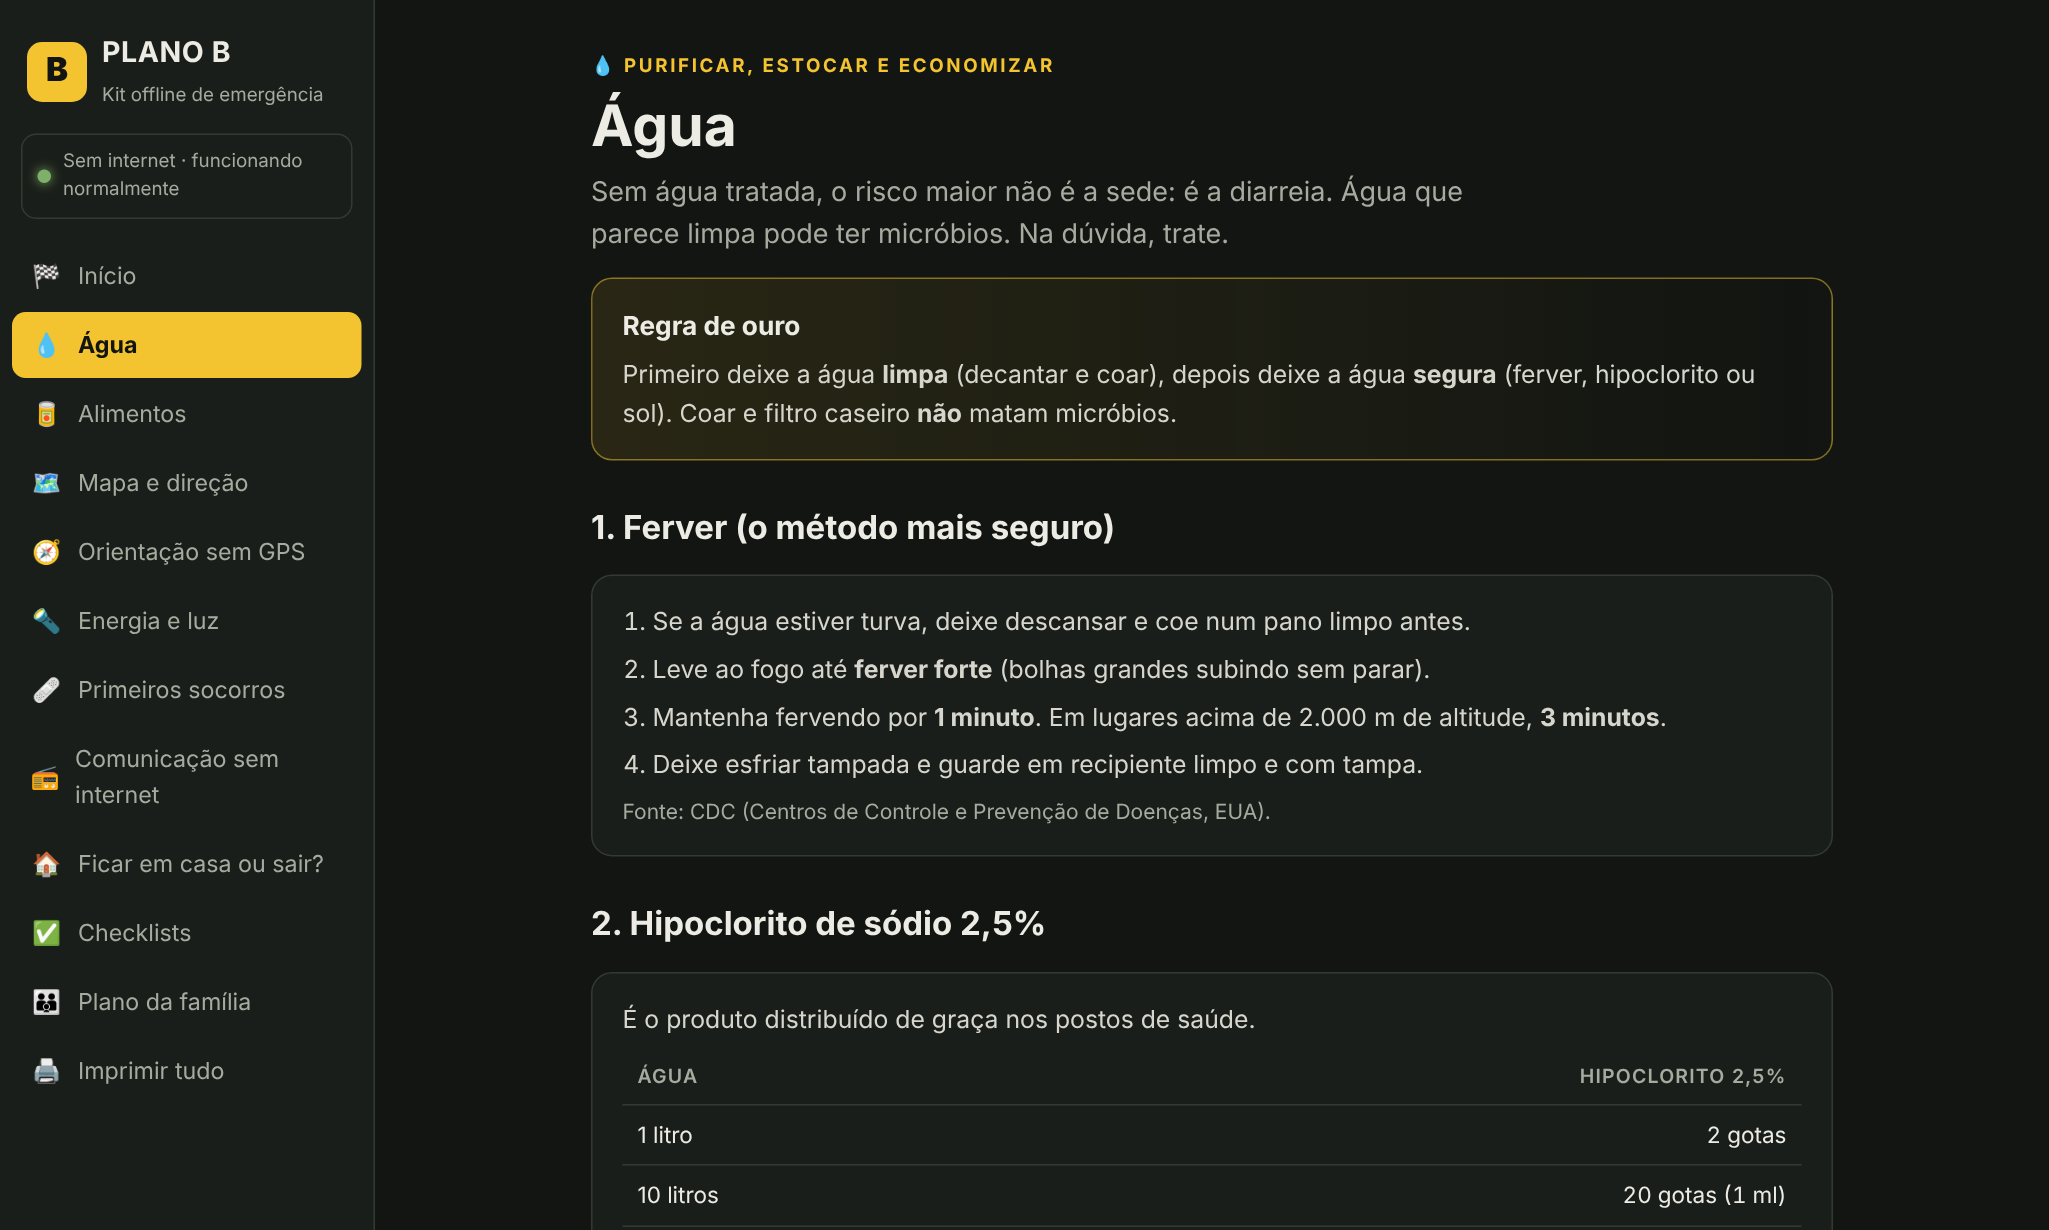 B
PLANO B
Kit offline de emergência
Sem internet · funcionando
normalmente
Início
Água
Alimentos
Mapa e direção
Orientação sem GPS
Energia e luz
Primeiros socorros
Comunicação sem
internet
Ficar em casa ou sair?
Checklists
Plano da família
Imprimir tudo
PURIFICAR, ESTOCAR E ECONOMIZAR
Água
Sem água tratada, o risco maior não é a sede: é a diarreia. Água que
parece limpa pode ter micróbios. Na dúvida, trate.
Regra de ouro
Primeiro deixe a água limpa (decantar e coar), depois deixe a água segura (ferver, hipoclorito ou
sol). Coar e filtro caseiro não matam micróbios.
1. Ferver (o método mais seguro)
1. Se a água estiver turva, deixe descansar e coe num pano limpo antes.
2. Leve ao fogo até ferver forte (bolhas grandes subindo sem parar).
3. Mantenha fervendo por 1 minuto. Em lugares acima de 2.000 m de altitude, 3 minutos.
4. Deixe esfriar tampada e guarde em recipiente limpo e com tampa.
Fonte: CDC (Centros de Controle e Prevenção de Doenças, EUA).
2. Hipoclorito de sódio 2,5%
É o produto distribuído de graça nos postos de saúde.
ÁGUA HIPOCLORITO 2,5%
1 litro 2 gotas
10 litros 20 gotas (1 ml)